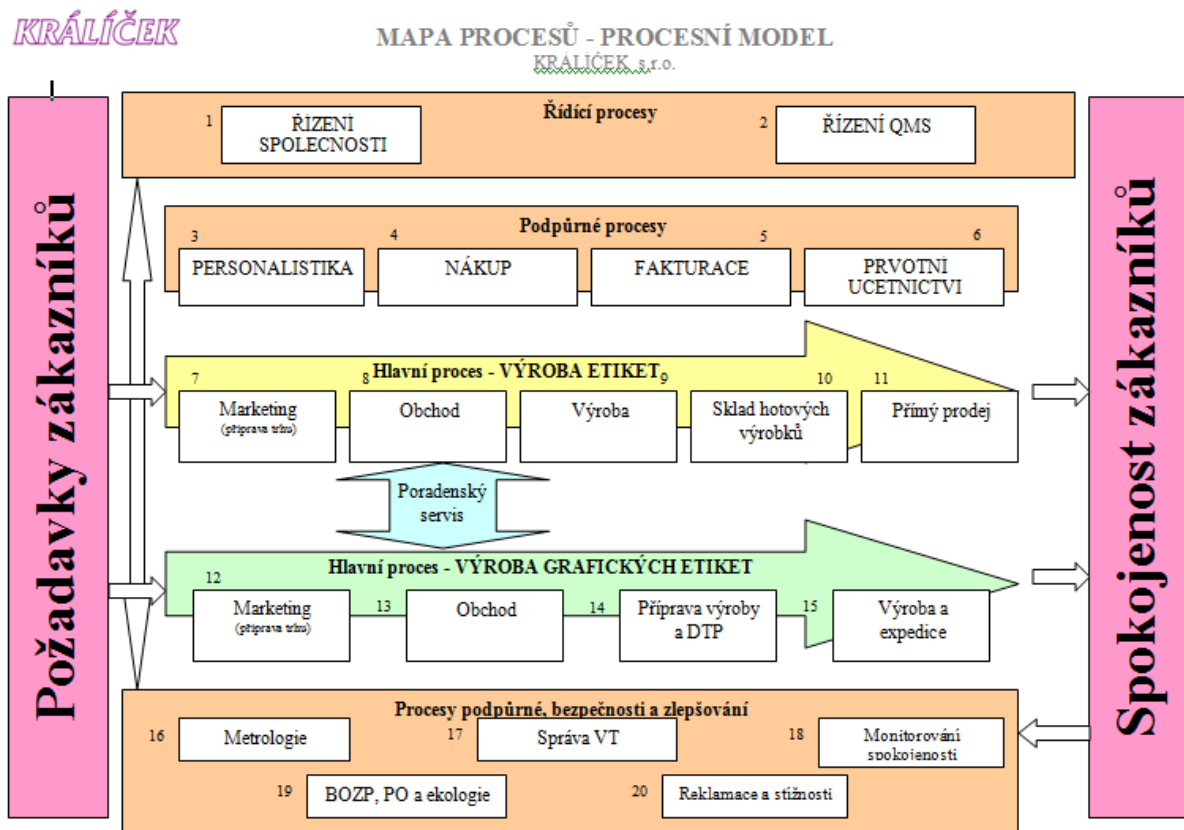 KRÁLÍČEK
MAPA PROCESŮ - PROCESNÍ MODEL
KRÁLÍČEK s.r.o.
Požadavky zákazníků
Spokojenost zákazníků
Řídící procesy
1
ŘÍZENÍ
SPOLECNOSTI
2
ŘÍZENÍ QMS
Podpůrné procesy
3
PERSONALISTIKA
4
NÁKUP
5
FAKTURACE
6
PRVOTNÍ
UCETNICTVI
Hlavní proces - VÝROBA ETIKET
7
Marketing
(příprava trhu)
8
Obchod
9
Výroba
10
Sklad hotových
výrobků
11
Přímý prodej
Poradenský
servis
Hlavní proces - VÝROBA GRAFICKÝCH ETIKET
12
Marketing
(příprava trhu)
13
Obchod
14
Příprava výroby
a DTP
15
Výroba a
expedice
Procesy podpůrné, bezpečnosti a zlepšování
16
Metrologie
17
Správa VT
18
Monitorování
spokojenosti
19
BOZP, PO a ekologie
20
Reklamace a stížnosti